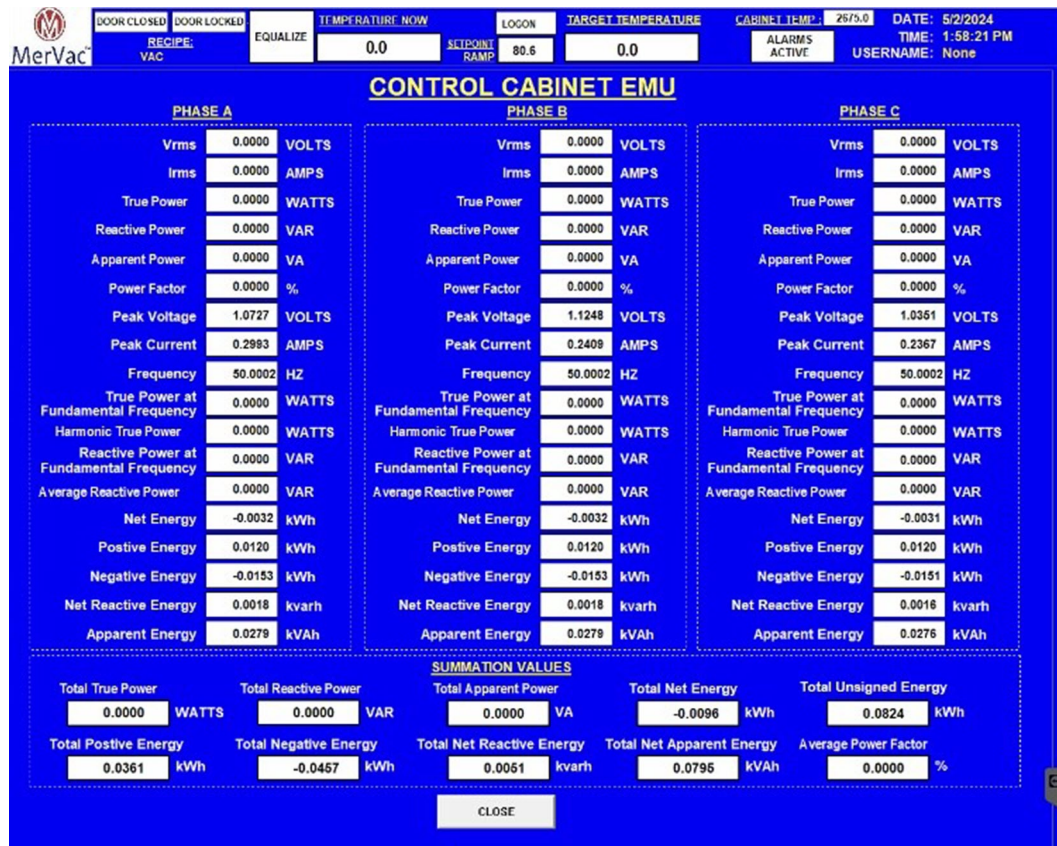 MerVac™
DOOR CLOSED DOOR LOCKED
RECIPE:
VAC
EQUALIZE
TEMPERATURE NOW
0.0
SETPOINT
RAMP
LOGON
80.6
TARGET TEMPERATURE
0.0
CABINET TEMP : 2675.0
ALARMS
ACTIVE
DATE: 5/2/2024
TIME: 1:58:21 PM
USERNAME: None
CONTROL CABINET EMU
PHASE A
Vrms 0.0000 VOLTS
Irms 0.0000 AMPS
True Power 0.0000 WATTS
Reactive Power 0.0000 VAR
Apparent Power 0.0000 VA
Power Factor 0.0000 %
Peak Voltage 1.0727 VOLTS
Peak Current 0.2993 AMPS
Frequency 50.0002 HZ
True Power at
Fundamental Frequency 0.0000 WATTS
Harmonic True Power 0.0000 WATTS
Reactive Power at
Fundamental Frequency 0.0000 VAR
Average Reactive Power 0.0000 VAR
Net Energy -0.0032 kWh
Postive Energy 0.0120 kWh
Negative Energy -0.0153 kWh
Net Reactive Energy 0.0018 kvarh
Apparent Energy 0.0279 kVAh
PHASE B
Vrms 0.0000 VOLTS
Irms 0.0000 AMPS
True Power 0.0000 WATTS
Reactive Power 0.0000 VAR
Apparent Power 0.0000 VA
Power Factor 0.0000 %
Peak Voltage 1.1248 VOLTS
Peak Current 0.2409 AMPS
Frequency 50.0002 HZ
True Power at
Fundamental Frequency 0.0000 WATTS
Harmonic True Power 0.0000 WATTS
Reactive Power at
Fundamental Frequency 0.0000 VAR
Average Reactive Power 0.0000 VAR
Net Energy -0.0032 kWh
Postive Energy 0.0120 kWh
Negative Energy -0.0153 kWh
Net Reactive Energy 0.0018 kvarh
Apparent Energy 0.0279 kVAh
PHASE C
Vrms 0.0000 VOLTS
Irms 0.0000 AMPS
True Power 0.0000 WATTS
Reactive Power 0.0000 VAR
Apparent Power 0.0000 VA
Power Factor 0.0000 %
Peak Voltage 1.0351 VOLTS
Peak Current 0.2367 AMPS
Frequency 50.0002 HZ
True Power at
Fundamental Frequency 0.0000 WATTS
Harmonic True Power 0.0000 WATTS
Reactive Power at
Fundamental Frequency 0.0000 VAR
Average Reactive Power 0.0000 VAR
Net Energy -0.0031 kWh
Postive Energy 0.0120 kWh
Negative Energy -0.0151 kWh
Net Reactive Energy 0.0016 kvarh
Apparent Energy 0.0276 kVAh
SUMMATION VALUES
Total True Power
0.0000 WATTS
Total Reactive Power
0.0000 VAR
Total Apparent Power
0.0000 VA
Total Net Energy
-0.0096 kWh
Total Unsigned Energy
0.0824 kWh
Total Postive Energy
0.0361 kWh
Total Negative Energy
-0.0457 kWh
Total Net Reactive Energy
0.0051 kvarh
Total Net Apparent Energy
0.0795 kVAh
Average Power Factor
0.0000 %
CLOSE